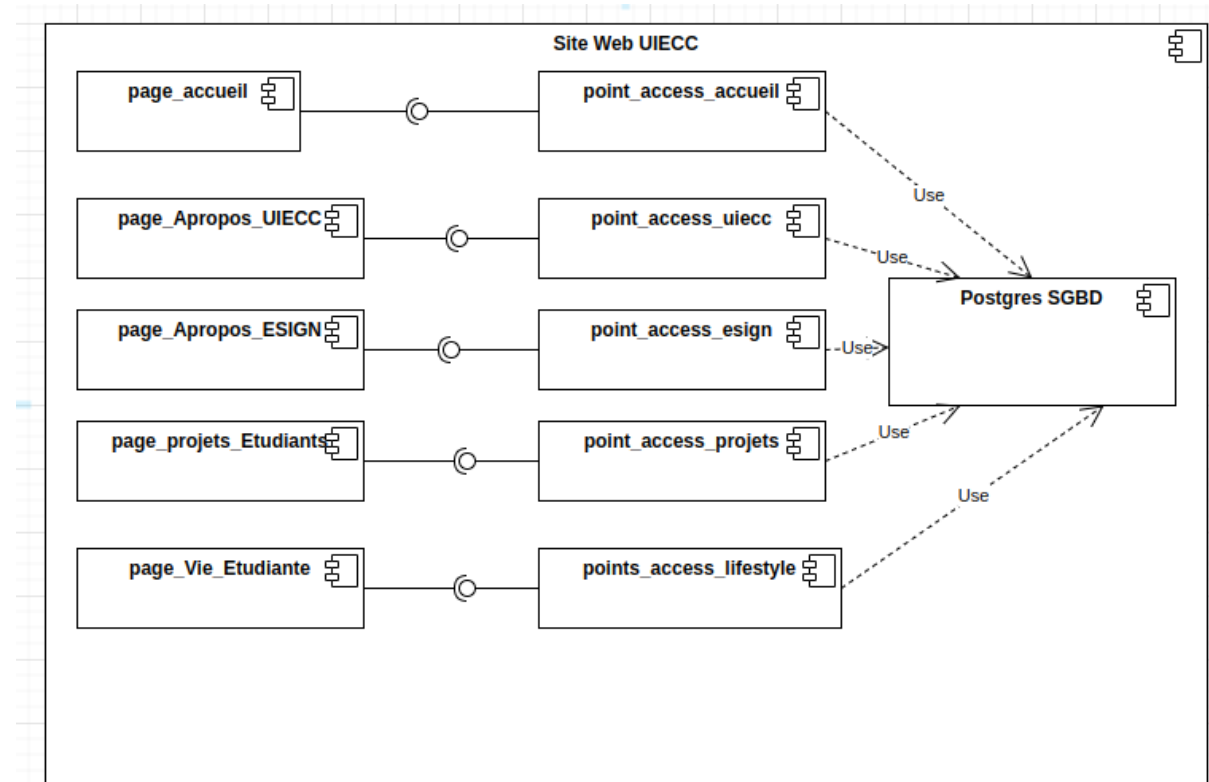 Site Web UIECC
page_accueil
point_access_accueil
Use
page_Apropos_UIECC
point_access_uiecc
Use
Postgres SGBD
page_Apropos_ESIGN
point_access_esign
Use
page_projets_Etudiants
point_access_projets
Use
page_Vie_Etudiante
points_access_lifestyle
Use